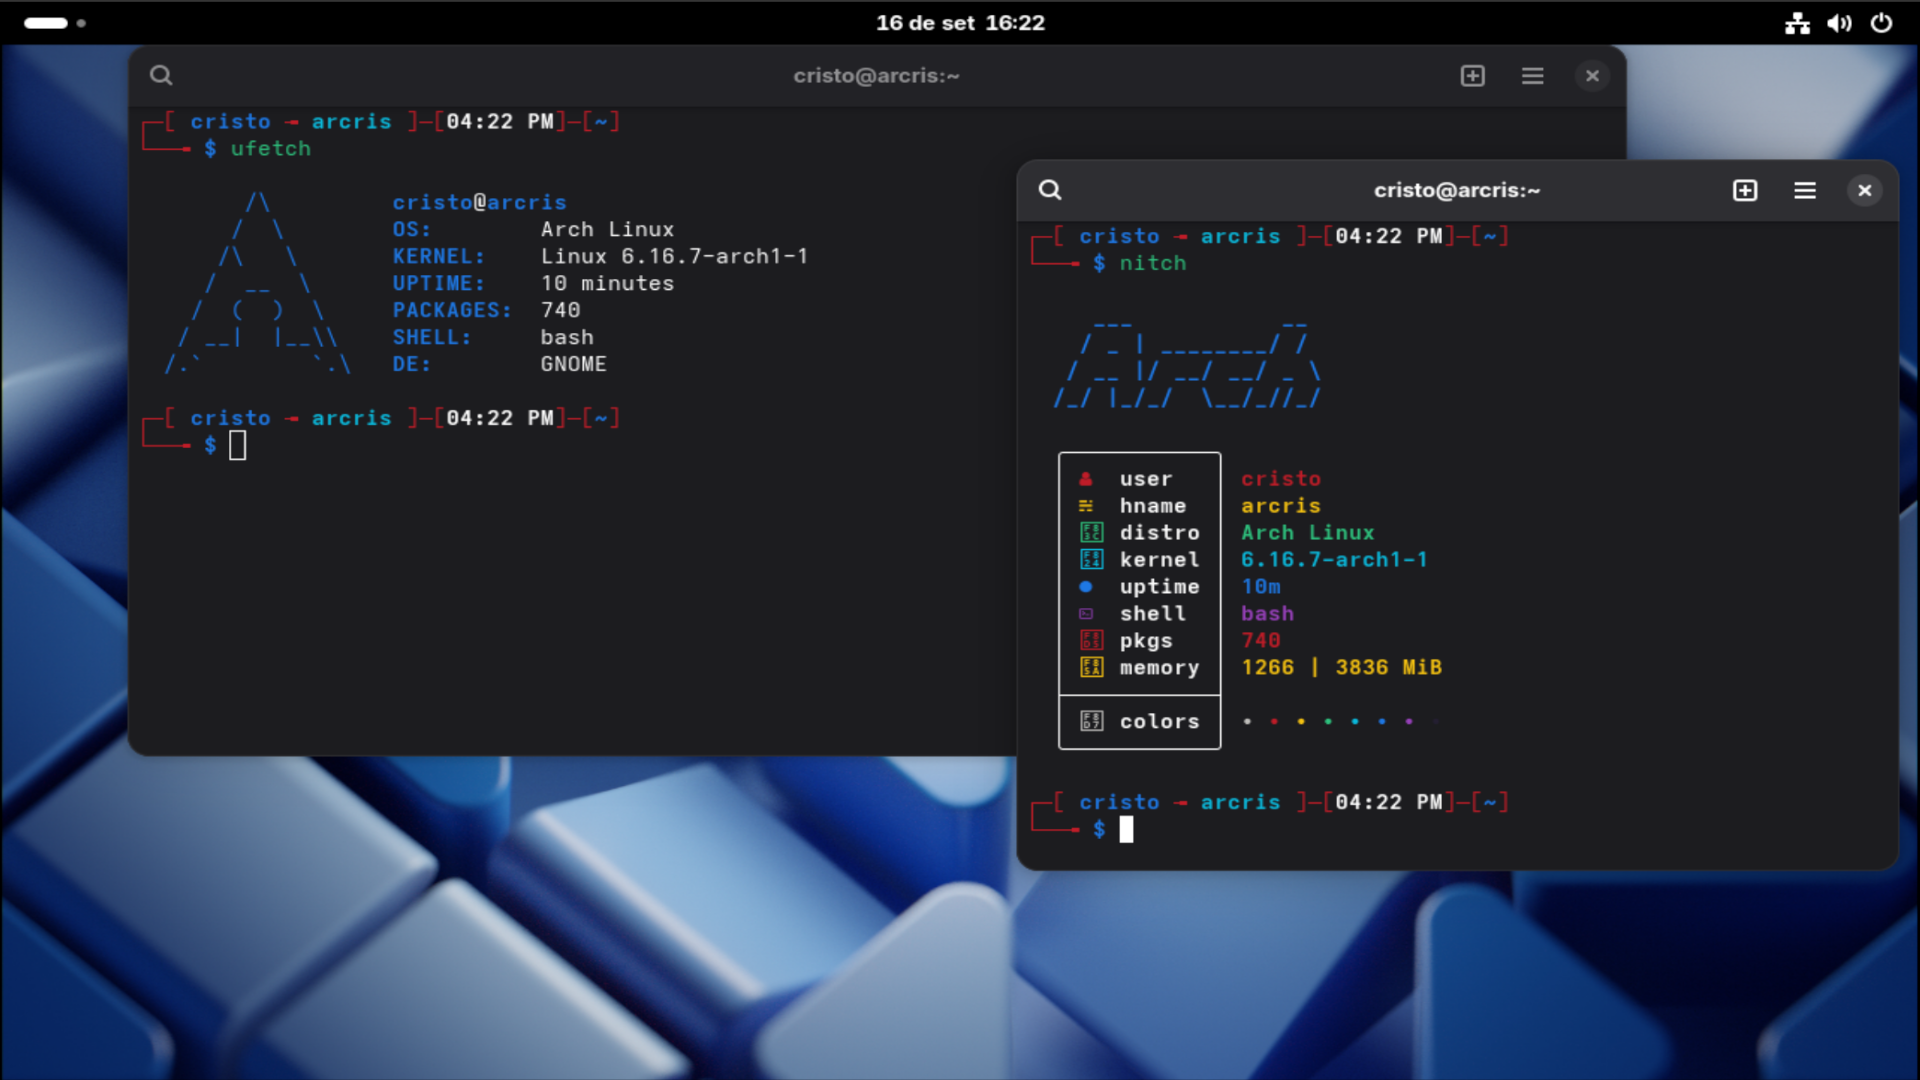 16 de set 16:22
cristo@arcris:~
[ cristo arcris ]—[04:22 PM]—[~]
$ ufetch
cristo@arcris
OS: Arch Linux
KERNEL: Linux 6.16.7-arch1-1
UPTIME: 10 minutes
PACKAGES: 740
SHELL: bash
DE: GNOME
[ cristo arcris ]—[04:22 PM]—[~]
$
cristo@arcris:~
[ cristo arcris ]—[04:22 PM]—[~]
$ nitch
Arch
user cristo
hname arcris
distro Arch Linux
kernel 6.16.7-arch1-1
uptime 10m
shell bash
pkgs 740
memory 1266 | 3836 MiB
colors
[ cristo arcris ]—[04:22 PM]—[~]
$